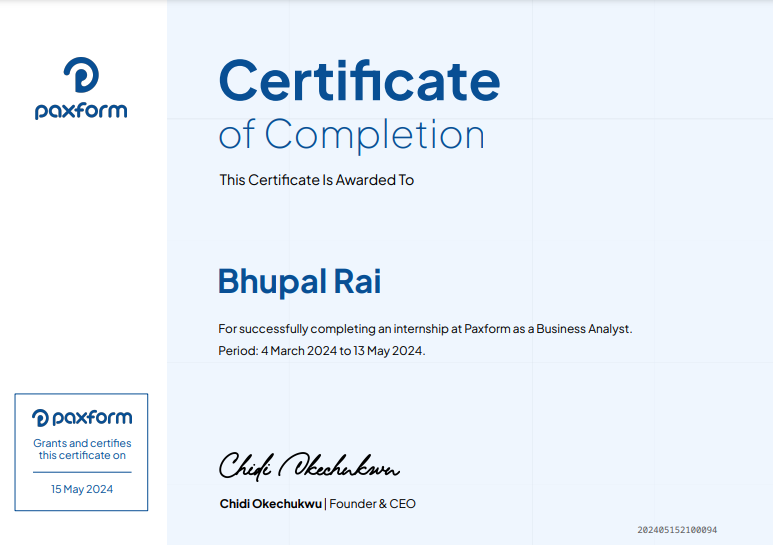 paxform
Certificate
of Completion
This Certificate Is Awarded To
Bhupal Rai
For successfully completing an internship at Paxform as a Business Analyst.
Period: 4 March 2024 to 13 May 2024.
paxform
Grants and certifies
this certificate on
15 May 2024
Chidi Okechukwu
Chidi Okechukwu | Founder & CEO
202405152100094